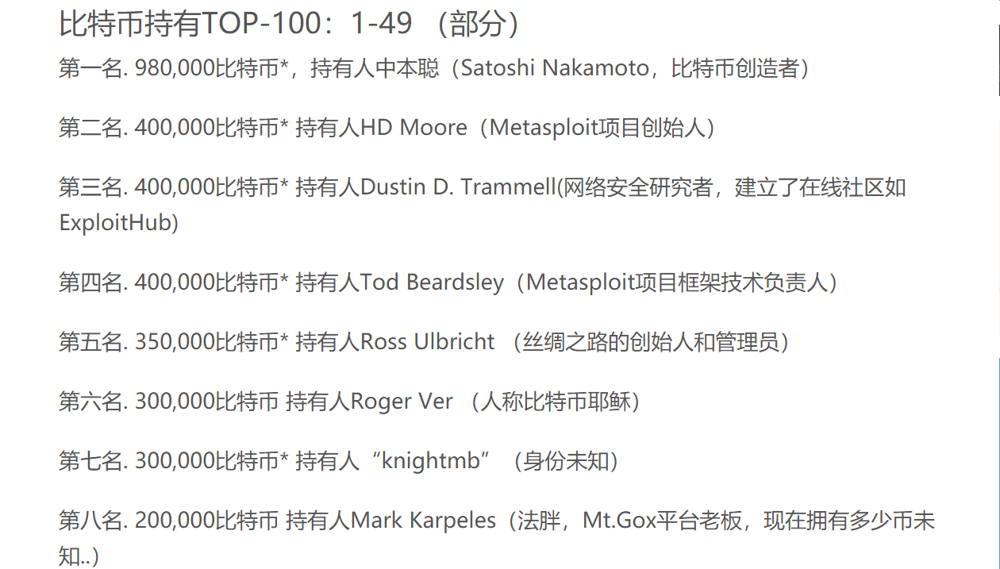 比特币持有TOP-100：1-49 （部分）
第一名. 980,000比特币*，持有人中本聪（Satoshi Nakamoto，比特币创造者）
第二名. 400,000比特币* 持有人HD Moore（Metasploit项目创始人）
第三名. 400,000比特币* 持有人Dustin D. Trammell(网络安全研究者，建立了在线社区如
ExploitHub)
第四名. 400,000比特币* 持有人Tod Beardsley（Metasploit项目框架技术负责人）
第五名. 350,000比特币* 持有人Ross Ulbricht （丝绸之路的创始人和管理员）
第六名. 300,000比特币 持有人Roger Ver （人称比特币耶稣）
第七名. 300,000比特币* 持有人“knightmb” （身份未知）
第八名. 200,000比特币 持有人Mark Karpeles（法胖，Mt.Gox平台老板，现在拥有多少币未
知..）